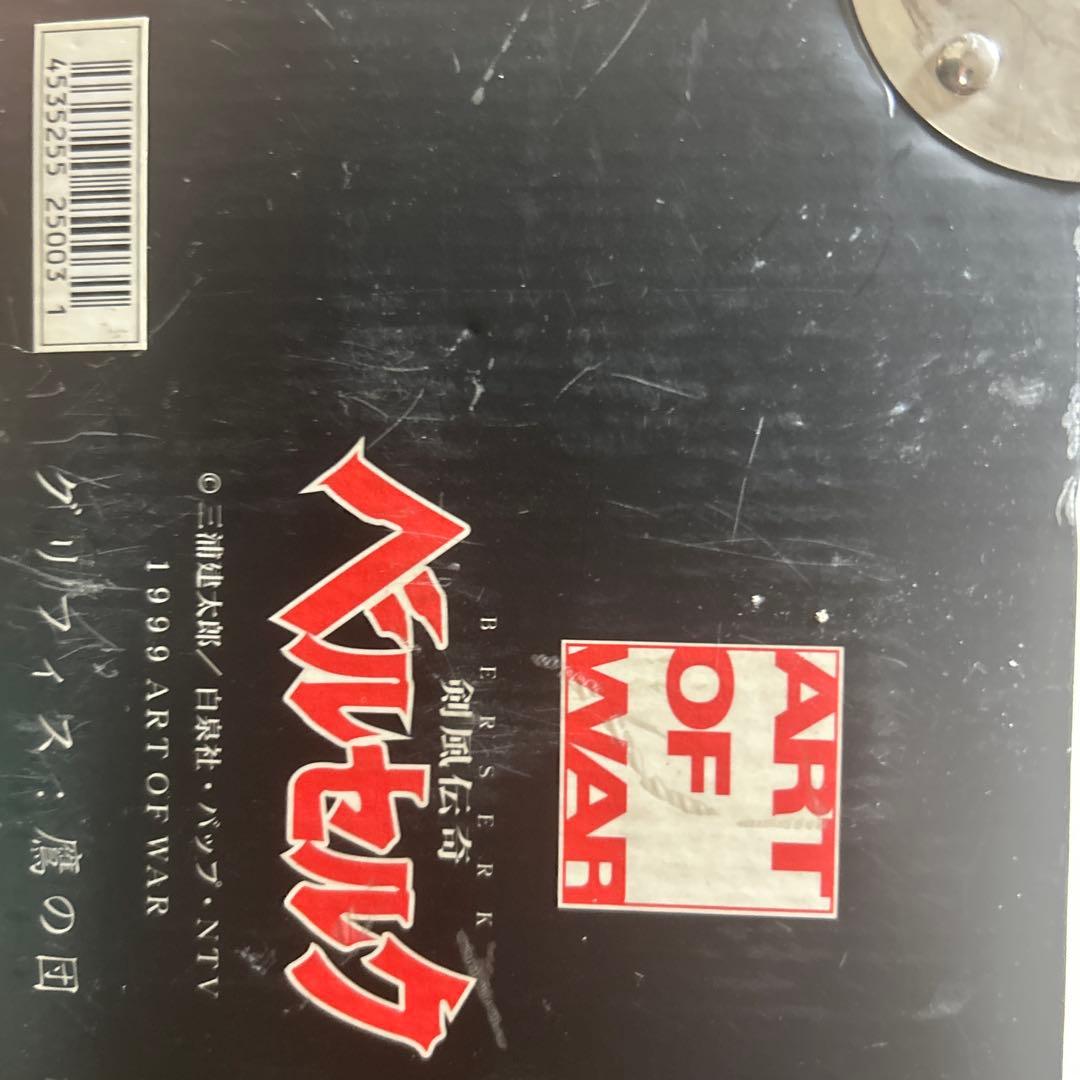 ART
OF
WAR
BERSERK
剣風伝奇
ベルセルク
©三浦建太郎／白泉社・バップ・NTV
1999 ART OF WAR
グリフィス：鷹の団
4535255 25003 1